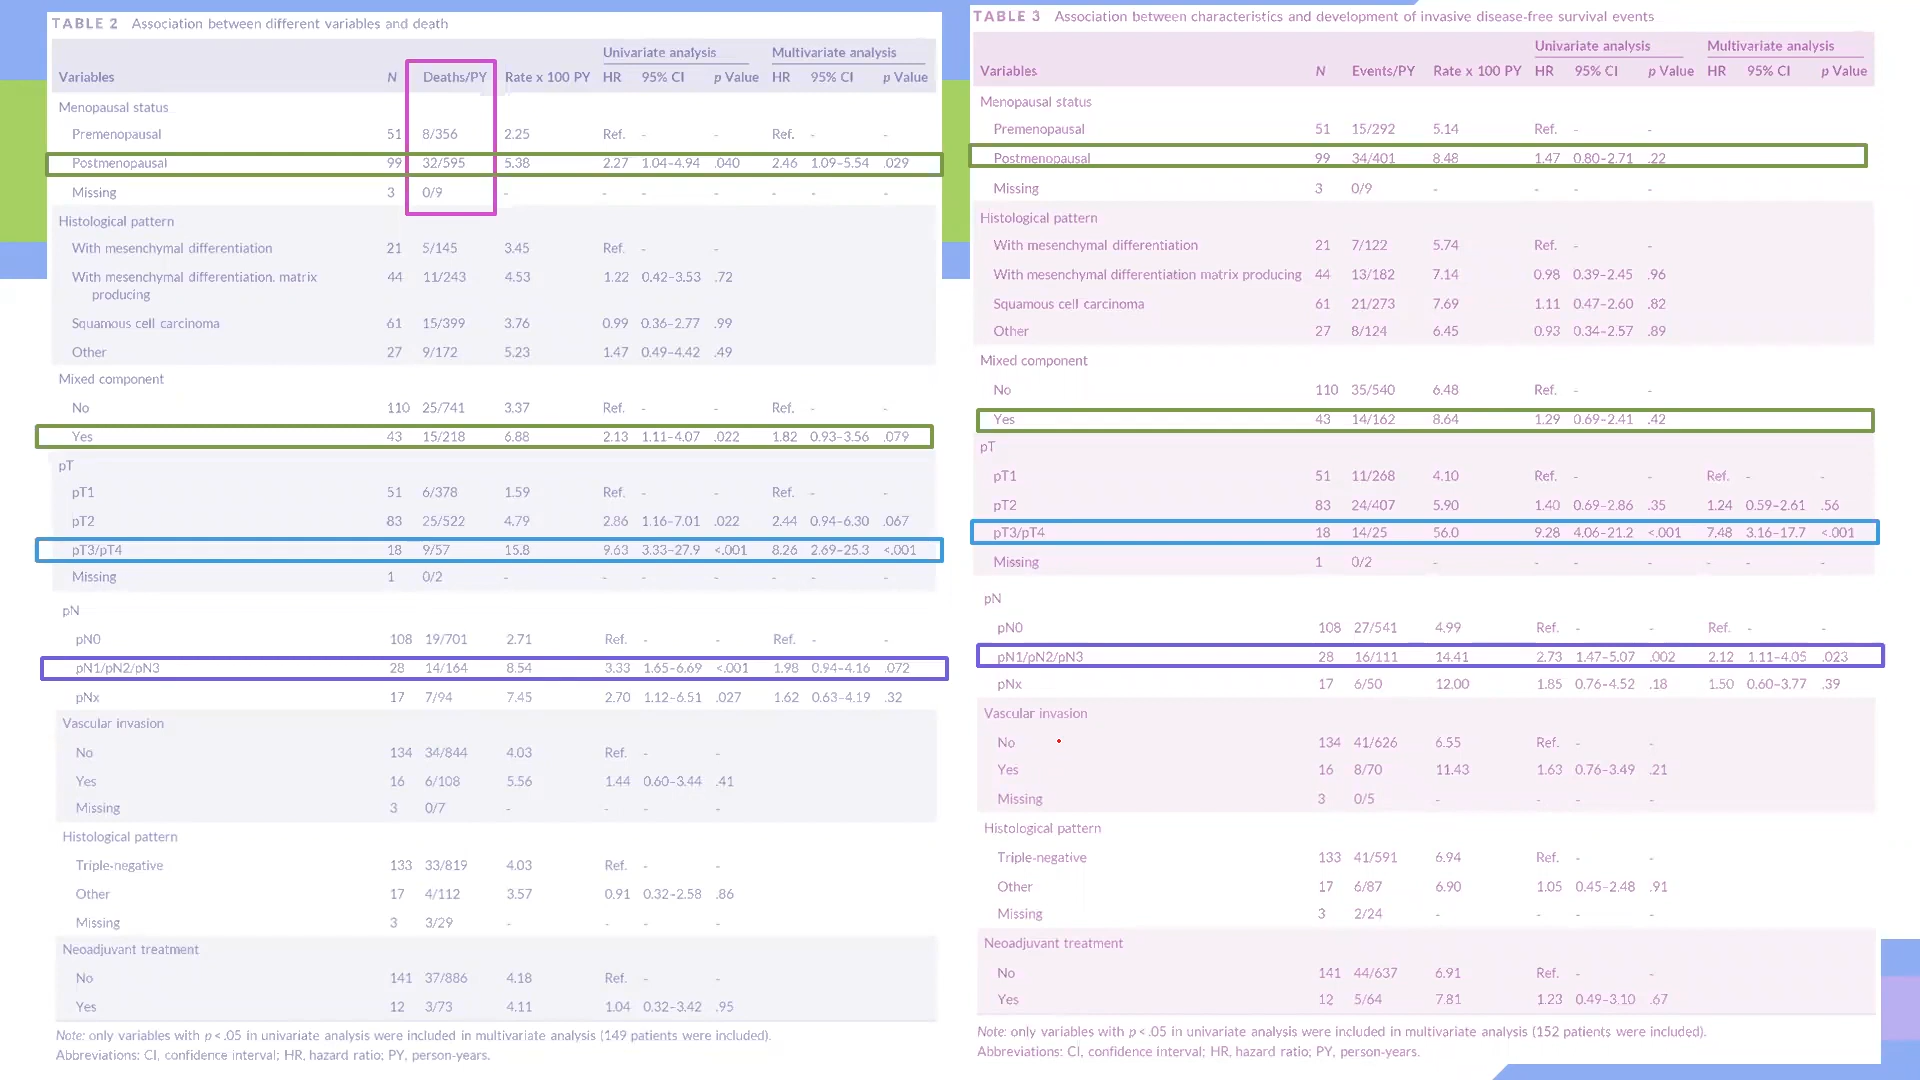 TABLE 2 Association between different variables and death
Univariate analysis Multivariate analysis
Variables N Deaths/PY Rate x 100 PY HR 95% CI p Value HR 95% CI p Value
Menopausal status
Premenopausal 51 8/356 2.25 Ref. - - Ref. - -
Postmenopausal 99 32/595 5.38 2.27 1.04–4.94 .040 2.46 1.09–5.54 .029
Missing 3 0/9 - - - - - - -
Histological pattern
With mesenchymal differentiation 21 5/145 3.45 Ref. - -
With mesenchymal differentiation, matrix 44 11/243 4.53 1.22 0.42–3.53 .72
producing
Squamous cell carcinoma 61 15/399 3.76 0.99 0.36–2.77 .99
Other 27 9/172 5.23 1.47 0.49–4.42 .49
Mixed component
No 110 25/741 3.37 Ref. - - Ref. - -
Yes 43 15/218 6.88 2.13 1.11–4.07 .022 1.82 0.93–3.56 .079
pT
pT1 51 6/378 1.59 Ref. - - Ref. - -
pT2 83 25/522 4.79 2.86 1.16–7.01 .022 2.44 0.94–6.30 .067
pT3/pT4 18 9/57 15.8 9.63 3.33–27.9 <.001 8.26 2.69–25.3 <.001
Missing 1 0/2 - - - - - - -
pN
pN0 108 19/701 2.71 Ref. - - Ref. - -
pN1/pN2/pN3 28 14/164 8.54 3.33 1.65–6.69 <.001 1.98 0.94–4.16 .072
pNx 17 7/94 7.45 2.70 1.12–6.51 .027 1.62 0.63–4.19 .32
Vascular invasion
No 134 34/844 4.03 Ref. - -
Yes 16 6/108 5.56 1.44 0.60–3.44 .41
Missing 3 0/7 - - - -
Histological pattern
Triple-negative 133 33/819 4.03 Ref. - -
Other 17 4/112 3.57 0.91 0.32–2.58 .86
Missing 3 3/29 - - - -
Neoadjuvant treatment
No 141 37/886 4.18 Ref. - -
Yes 12 3/73 4.11 1.04 0.32–3.42 .95
Note: only variables with p < .05 in univariate analysis were included in multivariate analysis (149 patients were included).
Abbreviations: CI, confidence interval; HR, hazard ratio; PY, person-years.
TABLE 3 Association between characteristics and development of invasive disease-free survival events
Univariate analysis Multivariate analysis
Variables N Events/PY Rate x 100 PY HR 95% CI p Value HR 95% CI p Value
Menopausal status
Premenopausal 51 15/292 5.14 Ref. - -
Postmenopausal 99 34/401 8.48 1.47 0.80–2.71 .22
Missing 3 0/9 - - - -
Histological pattern
With mesenchymal differentiation 21 7/122 5.74 Ref. - -
With mesenchymal differentiation matrix producing 44 13/182 7.14 0.98 0.39–2.45 .96
Squamous cell carcinoma 61 21/273 7.69 1.11 0.47–2.60 .82
Other 27 8/124 6.45 0.93 0.34–2.57 .89
Mixed component
No 110 35/540 6.48 Ref. - -
Yes 43 14/162 8.64 1.29 0.69–2.41 .42
pT
pT1 51 11/268 4.10 Ref. - - Ref. - -
pT2 83 24/407 5.90 1.40 0.69–2.86 .35 1.24 0.59–2.61 .56
pT3/pT4 18 14/25 56.0 9.28 4.06–21.2 <.001 7.48 3.16–17.7 <.001
Missing 1 0/2 - - - - - - -
pN
pN0 108 27/541 4.99 Ref. - - Ref. - -
pN1/pN2/pN3 28 16/111 14.41 2.73 1.47–5.07 .002 2.12 1.11–4.05 .023
pNx 17 6/50 12.00 1.85 0.76–4.52 .18 1.50 0.60–3.77 .39
Vascular invasion
No 134 41/626 6.55 Ref. - -
Yes 16 8/70 11.43 1.63 0.76–3.49 .21
Missing 3 0/5 - - - -
Histological pattern
Triple-negative 133 41/591 6.94 Ref. - -
Other 17 6/87 6.90 1.05 0.45–2.48 .91
Missing 3 2/24 - - - -
Neoadjuvant treatment
No 141 44/637 6.91 Ref. - -
Yes 12 5/64 7.81 1.23 0.49–3.10 .67
Note: only variables with p < .05 in univariate analysis were included in multivariate analysis (152 patients were included).
Abbreviations: CI, confidence interval; HR, hazard ratio; PY, person-years.